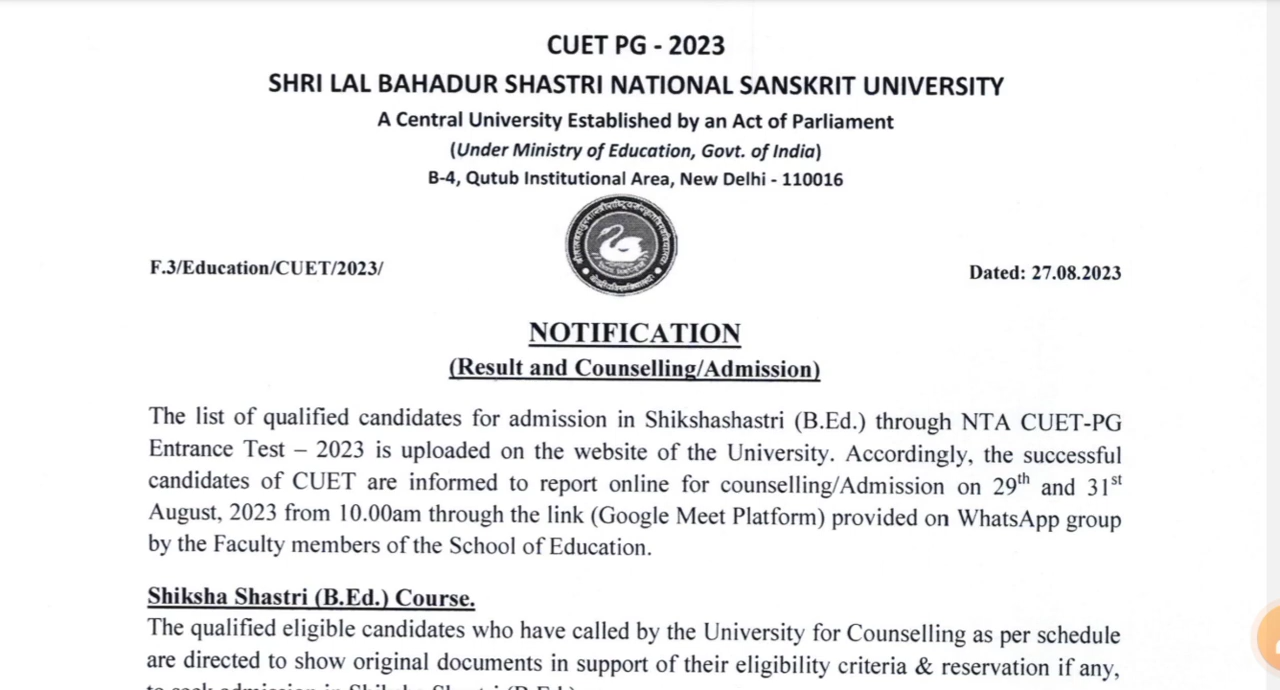 CUET PG - 2023
SHRI LAL BAHADUR SHASTRI NATIONAL SANSKRIT UNIVERSITY
A Central University Established by an Act of Parliament
(Under Ministry of Education, Govt. of India)
B-4, Qutub Institutional Area, New Delhi - 110016
F.3/Education/CUET/2023/
Dated: 27.08.2023
NOTIFICATION
(Result and Counselling/Admission)
The list of qualified candidates for admission in Shikshashastri (B.Ed.) through NTA CUET-PG
Entrance Test – 2023 is uploaded on the website of the University. Accordingly, the successful
candidates of CUET are informed to report online for counselling/Admission on 29th and 31st
August, 2023 from 10.00am through the link (Google Meet Platform) provided on WhatsApp group
by the Faculty members of the School of Education.
Shiksha Shastri (B.Ed.) Course.
The qualified eligible candidates who have called by the University for Counselling as per schedule
are directed to show original documents in support of their eligibility criteria & reservation if any,